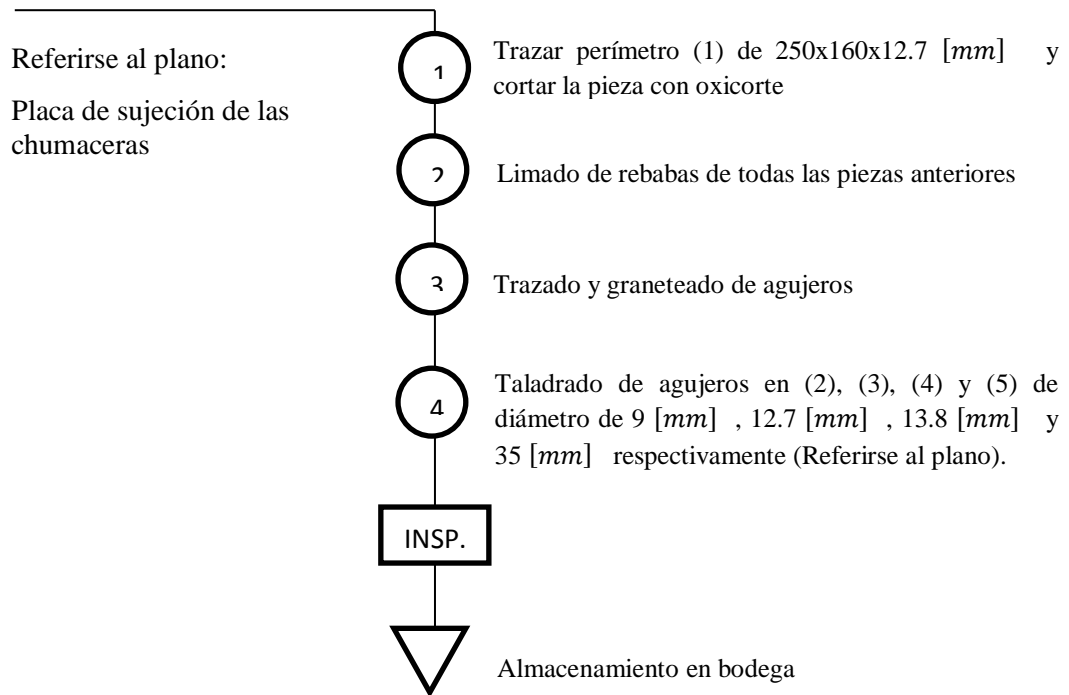 Referirse al plano:
Placa de sujeción de las
chumaceras
1
Trazar perímetro (1) de 250x160x12.7 [mm] y
cortar la pieza con oxicorte
2
Limado de rebabas de todas las piezas anteriores
3
Trazado y graneteado de agujeros
4
Taladrado de agujeros en (2), (3), (4) y (5) de
diámetro de 9 [mm] , 12.7 [mm] , 13.8 [mm] y
35 [mm] respectivamente (Referirse al plano).
INSP.
Almacenamiento en bodega